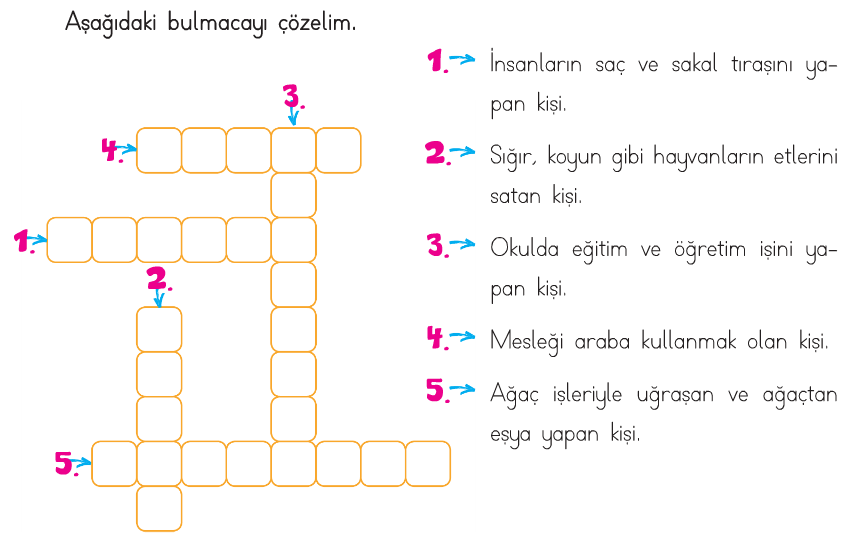 Aşağıdaki bulmacayı çözelim.
3.
4.
1.
2.
5.
1. İnsanların saç ve sakal tıraşını ya-
pan kişi.
2. Sığır, koyun gibi hayvanların etlerini
satan kişi.
3. Okulda eğitim ve öğretim işini ya-
pan kişi.
4. Mesleği araba kullanmak olan kişi.
5. Ağaç işleriyle uğraşan ve ağaçtan
eşya yapan kişi.